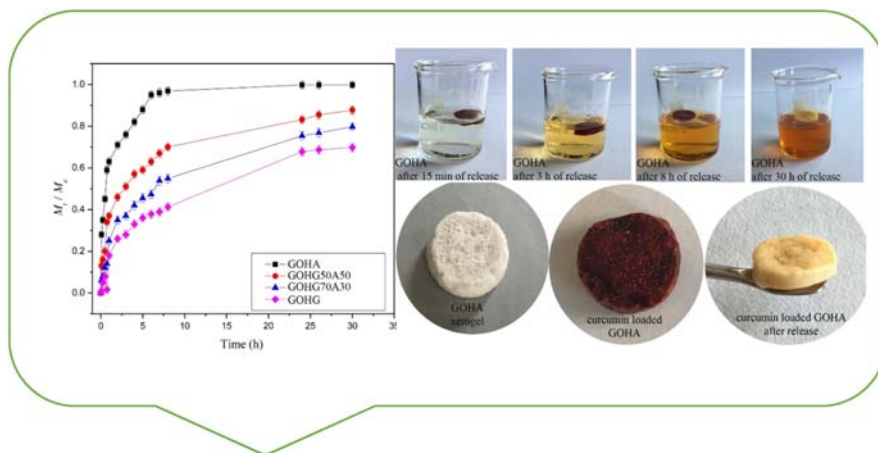 1.0
0.8
0.6
0.4
0.2
0.0
M_t / M_e
GOHA
GOHG50A50
GOHG70A30
GOHG
0 5 10 15 20 25 30 35
Time (h)
GOHA
after 15 min of release
GOHA
after 3 h of release
GOHA
after 8 h of release
GOHA
after 30 h of release
GOHA
xerogel
curcumin loaded
GOHA
curcumin loaded GOHA
after release